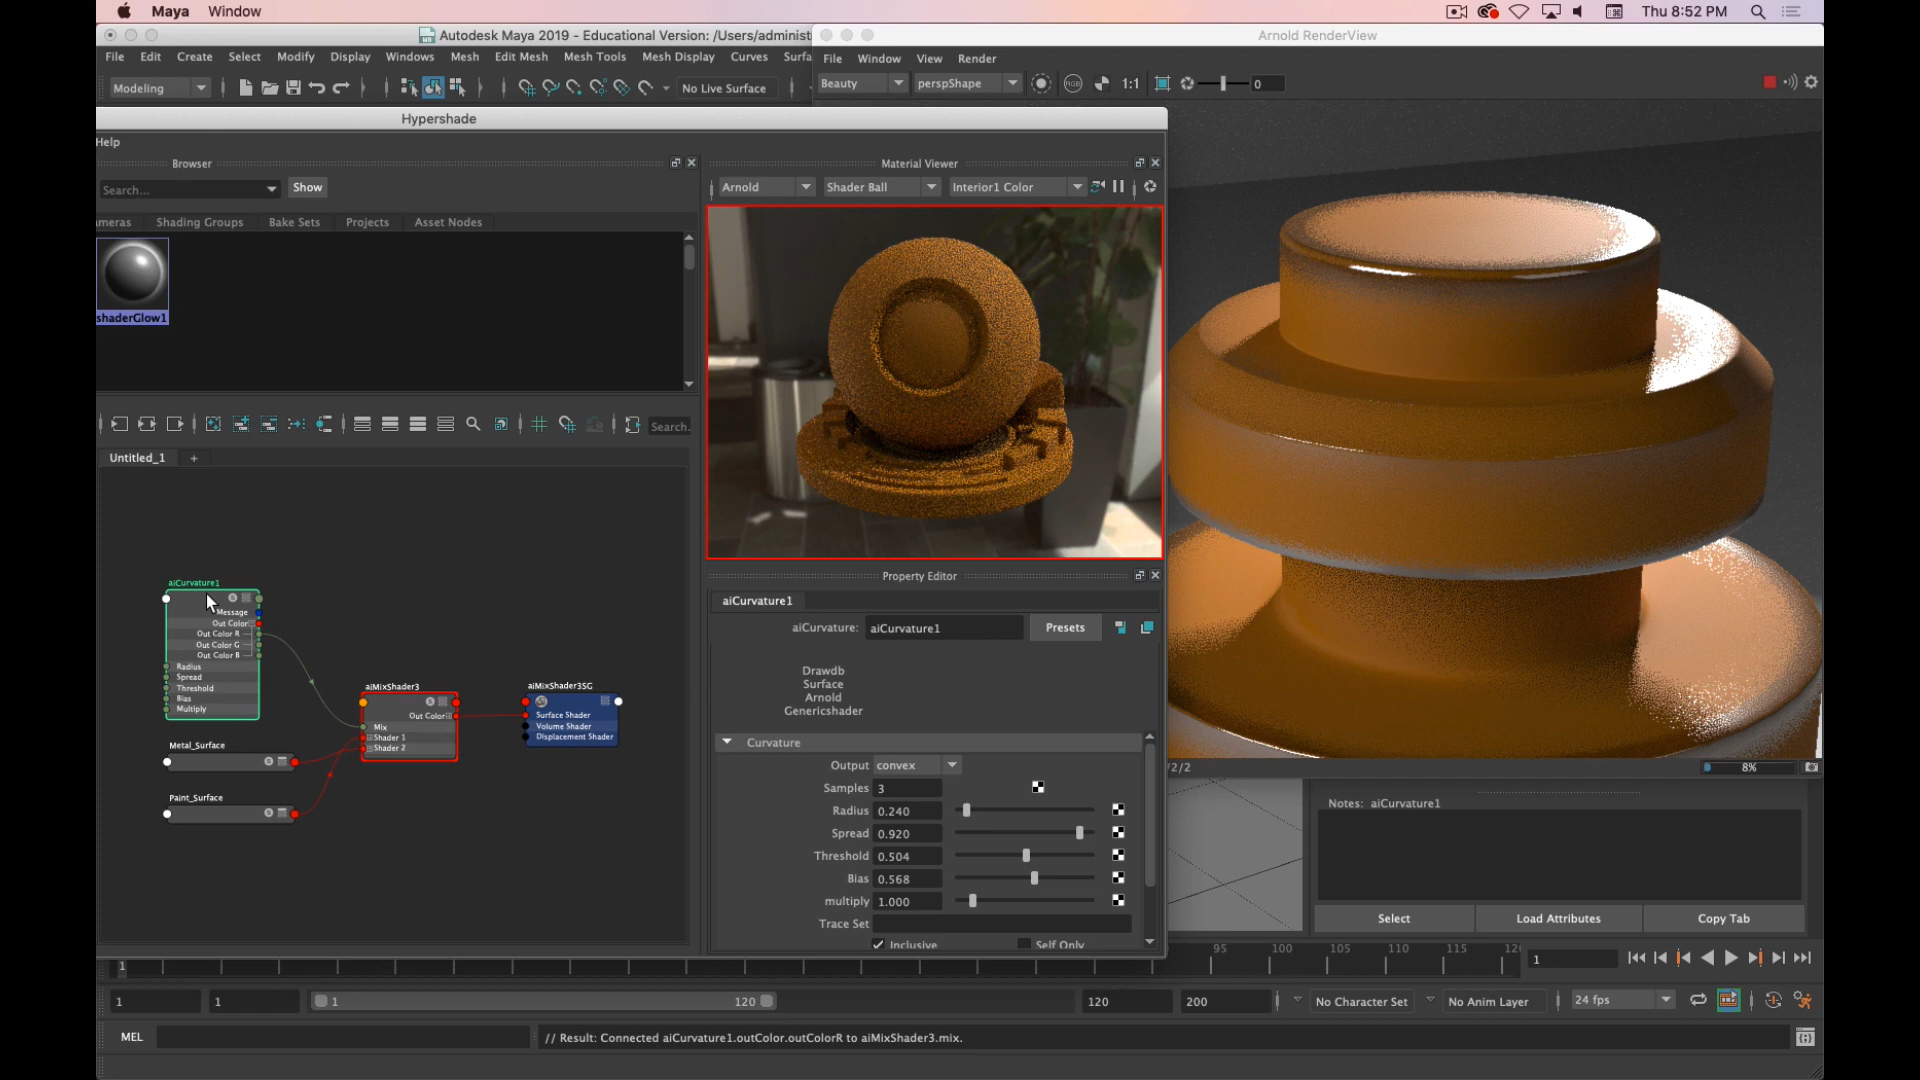 Maya Window
Thu 8:52 PM
Autodesk Maya 2019 - Educational Version: /Users/administ
Arnold RenderView
File Edit Create Select Modify Display Windows Mesh Edit Mesh Mesh Tools Mesh Display Curves Surfa
File Window View Render
Modeling
No Live Surface
Beauty
perspShape
1:1
0
Hypershade
Help
Browser
Material Viewer
Search...
Show
Arnold
Shader Ball
Interior1 Color
meras
Shading Groups
Bake Sets
Projects
Asset Nodes
shaderGlow1
Search.
Untitled_1
+
Property Editor
aiCurvature1
Message
Out Color
Out Color R
Out Color G
Out Color B
Radius
Spread
Threshold
Bias
Multiply
aiMixShader3
Out Color
Mix
Shader 1
Shader 2
aiMixShader3SG
Surface Shader
Volume Shader
Displacement Shader
Metal_Surface
Paint_Surface
aiCurvature1
aiCurvature: aiCurvature1
Presets
Drawdb
Surface
Arnold
Genericshader
Curvature
Output convex
Samples 3
Radius 0.240
Spread 0.920
Threshold 0.504
Bias 0.568
multiply 1.000
Trace Set
Inclusive
Self Only
/2/2
8%
Notes: aiCurvature1
Select
Load Attributes
Copy Tab
1
95 100 105 110 115 12
1
1
1
1
120
120
200
No Character Set
No Anim Layer
24 fps
MEL
// Result: Connected aiCurvature1.outColor.outColorR to aiMixShader3.mix.